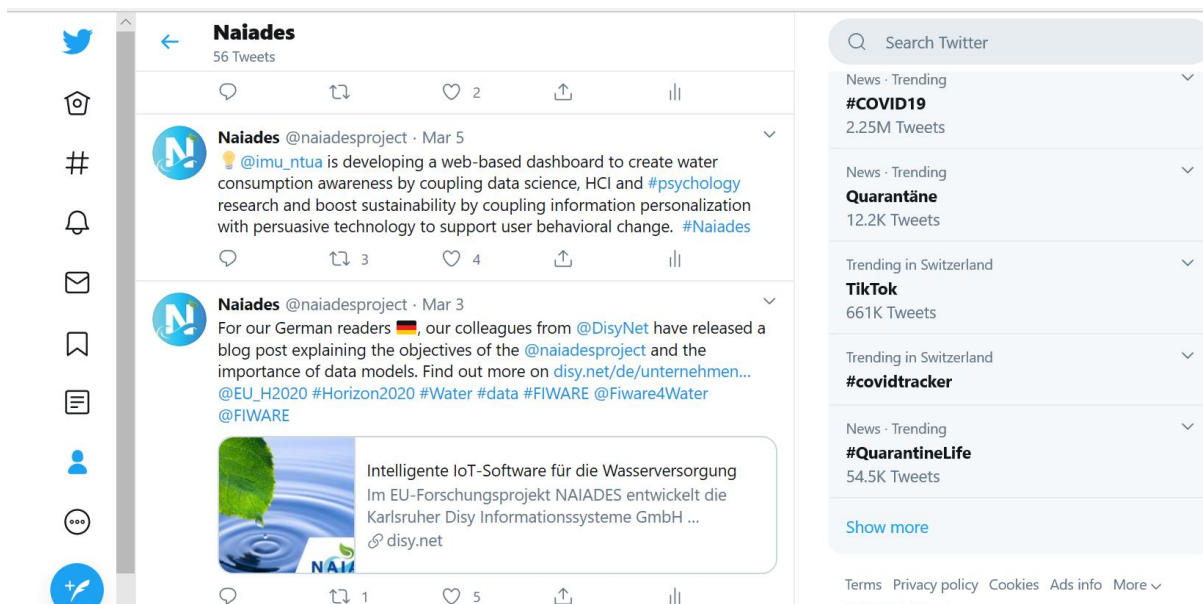 Naiades
56 Tweets
2
Naiades @naiadesproject · Mar 5
💡 @imu_ntua is developing a web-based dashboard to create water
consumption awareness by coupling data science, HCI and #psychology
research and boost sustainability by coupling information personalization
with persuasive technology to support user behavioral change. #Naiades
3 4
Naiades @naiadesproject · Mar 3
For our German readers 🇩🇪, our colleagues from @DisyNet have released a
blog post explaining the objectives of the @naiadesproject and the
importance of data models. Find out more on disy.net/de/unternehmen...
@EU_H2020 #Horizon2020 #Water #data #FIWARE @Fiware4Water
@FIWARE
NAIA
Intelligente IoT-Software für die Wasserversorgung
Im EU-Forschungsprojekt NAIADES entwickelt die
Karlsruher Disy Informationssysteme GmbH ...
disy.net
1 5
Search Twitter
News · Trending
#COVID19
2.25M Tweets
News · Trending
Quarantäne
12.2K Tweets
Trending in Switzerland
TikTok
661K Tweets
Trending in Switzerland
#covidtracker
News · Trending
#QuarantineLife
54.5K Tweets
Show more
Terms Privacy policy Cookies Ads info More